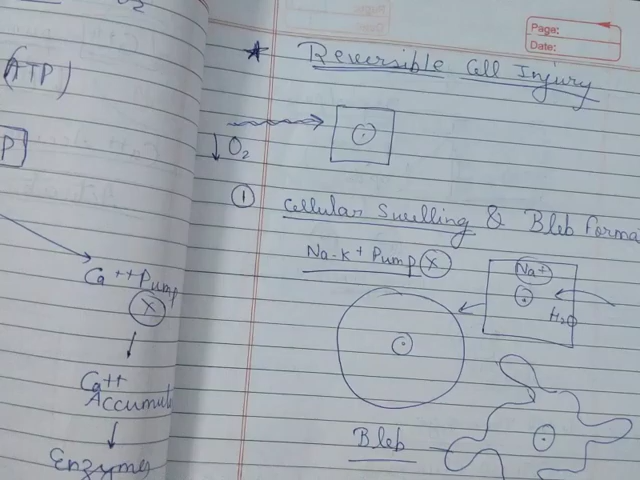 O₂
(ATP)
P
Ca++ Pump
X
Ca++
Accumul
Enzymes
Page:
Date:
* Reversible Cell Injury
↓ O₂
① Cellular Swelling & Bleb Forma
Na-K+ Pump X
Na+
H₂O
Bleb